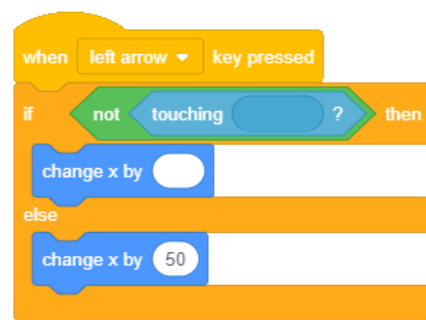 when left arrow key pressed
if not touching ? then
change x by
else
change x by 50